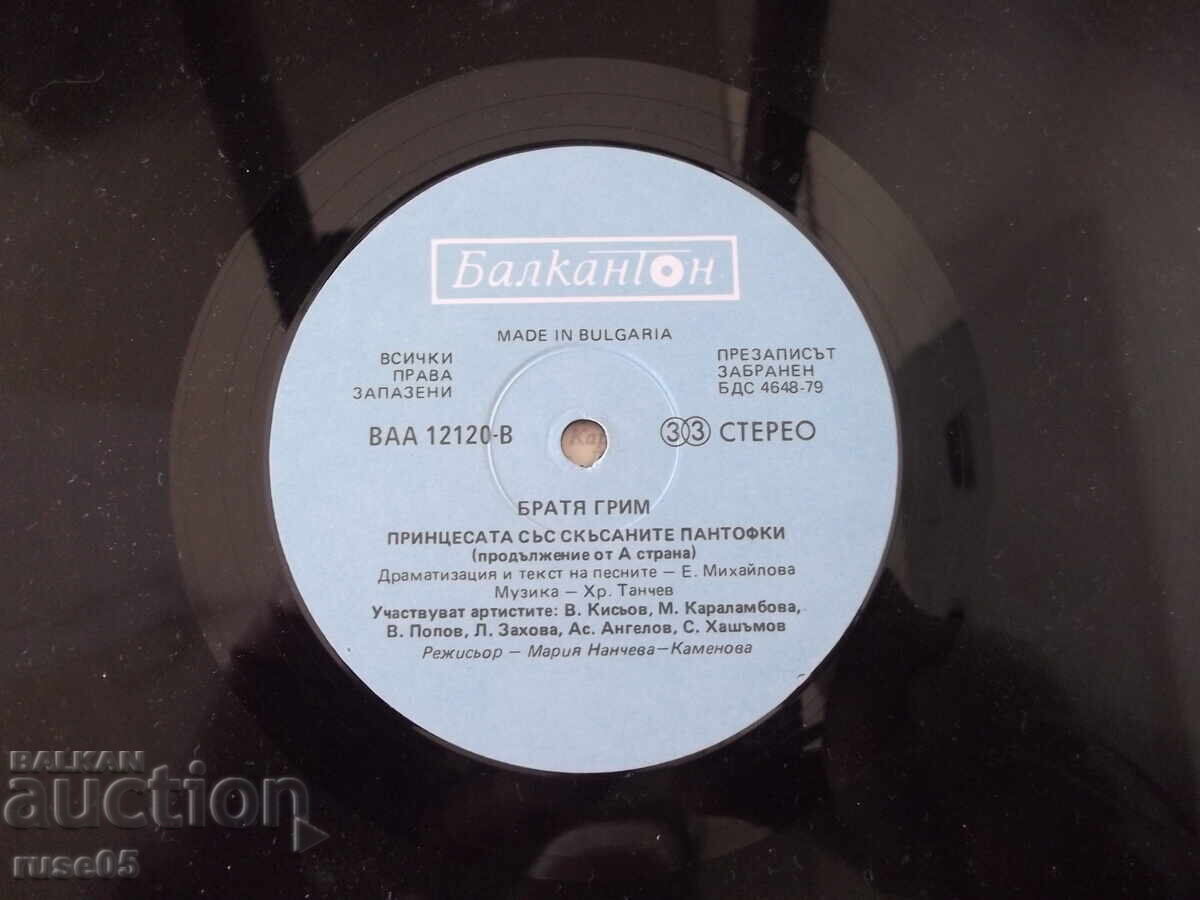 Балкантон
MADE IN BULGARIA
ВСИЧКИ
ПРАВА
ЗАПАЗЕНИ
ПРЕЗАПИСЪТ
ЗАБРАНЕН
БДС 4648-79
ВАА 12120-В
33 СТЕРЕО
БРАТЯ ГРИМ
ПРИНЦЕСАТА СЪС СКЪСАНИТЕ ПАНТОФКИ
(продължение от А страна)
Драматизация и текст на песните — Е. Михайлова
Музика — Хр. Танчев
Участвуват артистите: В. Кисьов, М. Караламбова,
В. Попов, Л. Захова, Ас. Ангелов, С. Хашъмов
Режисьор — Мария Нанчева—Каменова
BALKAN
auction
ruse05